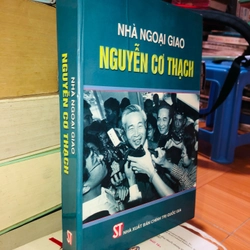 NHÀ NGOẠI GIAO
NGUYỄN CƠ THẠCH
NHÀ NGOẠI GIAO
NGUYỄN CƠ THẠCH
ST NHÀ XUẤT BẢN CHÍNH TRỊ QUỐC GIA
ST